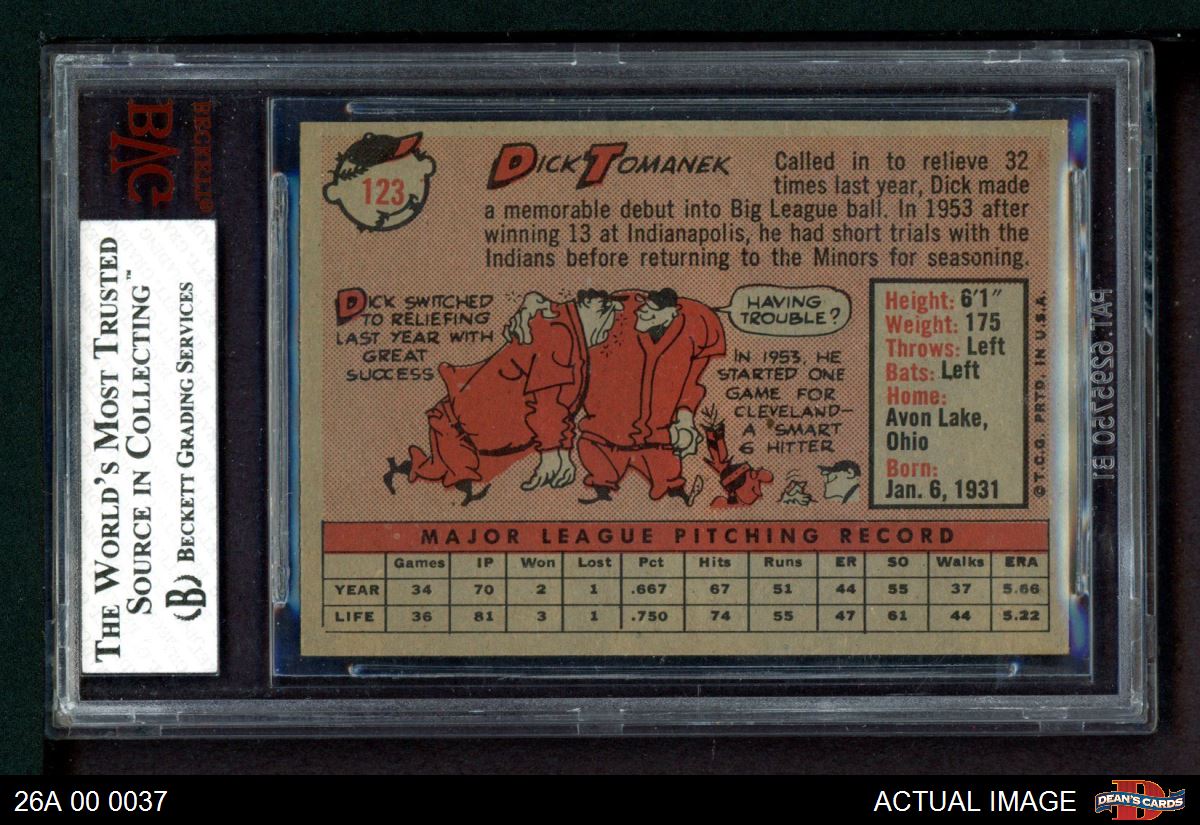 BECKETT®
BVG
THE WORLD'S MOST TRUSTED
SOURCE IN COLLECTING™
(B) BECKETT GRADING SERVICES
123
DICK TOMANEK
Called in to relieve 32
times last year, Dick made
a memorable debut into Big League ball. In 1953 after
winning 13 at Indianapolis, he had short trials with the
Indians before returning to the Minors for seasoning.
DICK SWITCHED
TO RELIEFING
LAST YEAR WITH
GREAT
SUCCESS
HAVING
TROUBLE?
IN 1953, HE
STARTED ONE
GAME FOR
CLEVELAND—
A SMART
6 HITTER
Height: 6'1"
Weight: 175
Throws: Left
Bats: Left
Home:
Avon Lake,
Ohio
Born:
Jan. 6, 1931
© T.C.G. PRTD. IN U.S.A.
PAT. 6295750 B1
MAJOR LEAGUE PITCHING RECORD
Games IP Won Lost Pct Hits Runs ER SO Walks ERA
YEAR 34 70 2 1 .667 67 51 44 55 37 5.66
LIFE 36 81 3 1 .750 74 55 47 61 44 5.22
26A 00 0037
ACTUAL IMAGE
D
DEAN'S CARDS